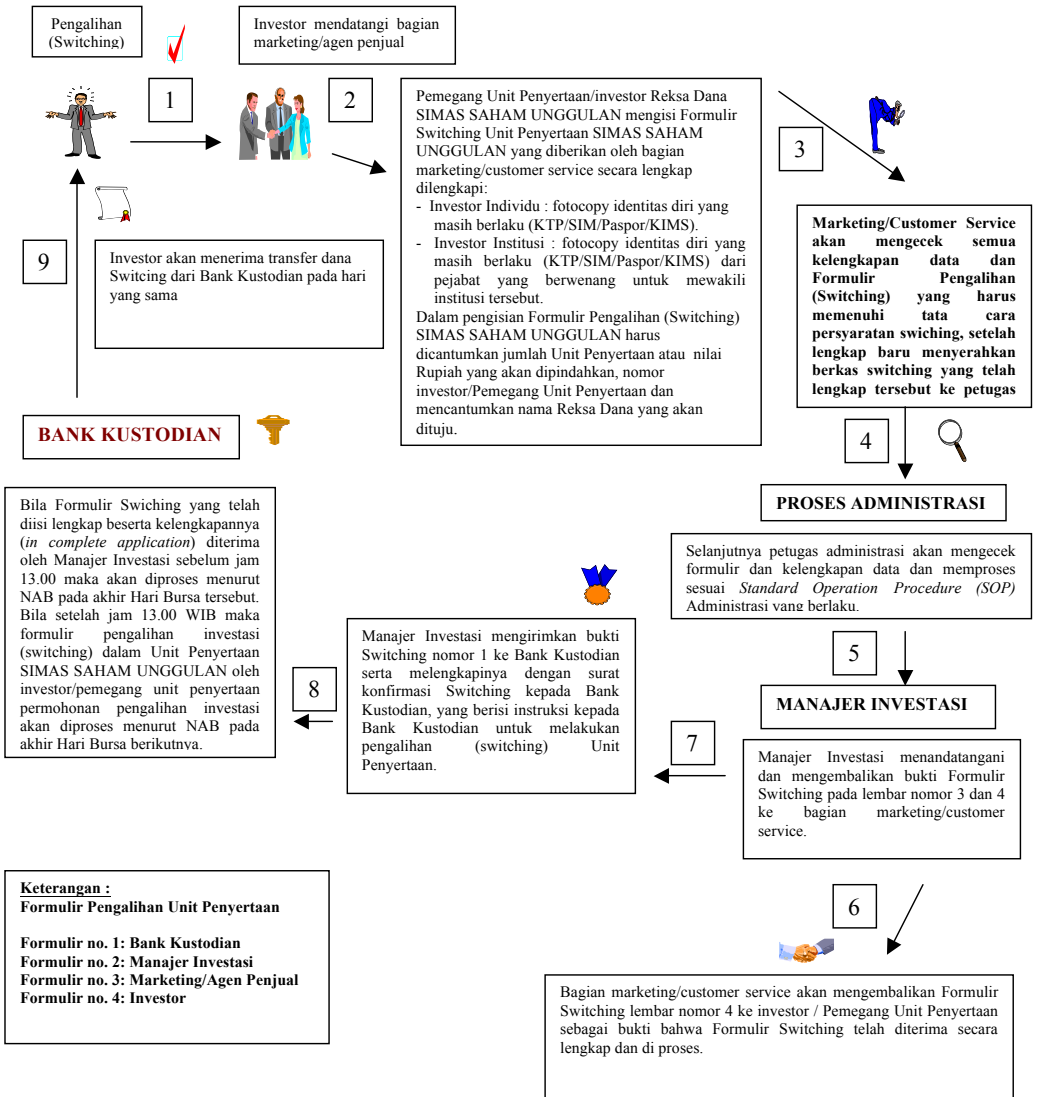 Pengalihan
(Switching)
Investor mendatangi bagian
marketing/agen penjual
1
2
Pemegang Unit Penyertaan/investor Reksa Dana
SIMAS SAHAM UNGGULAN mengisi Formulir
Switching Unit Penyertaan SIMAS SAHAM
UNGGULAN yang diberikan oleh bagian
marketing/customer service secara lengkap
dilengkapi:
- Investor Individu : fotocopy identitas diri yang
masih berlaku (KTP/SIM/Paspor/KIMS).
- Investor Institusi : fotocopy identitas diri yang
masih berlaku (KTP/SIM/Paspor/KIMS) dari
pejabat yang berwenang untuk mewakili
institusi tersebut.
Dalam pengisian Formulir Pengalihan (Switching)
SIMAS SAHAM UNGGULAN harus
dicantumkan jumlah Unit Penyertaan atau nilai
Rupiah yang akan dipindahkan, nomor
investor/Pemegang Unit Penyertaan dan
mencantumkan nama Reksa Dana yang akan
dituju.
3
Marketing/Customer Service
akan mengecek semua
kelengkapan data dan
Formulir Pengalihan
(Switching) yang harus
memenuhi tata cara
persyaratan swiching, setelah
lengkap baru menyerahkan
berkas switching yang telah
lengkap tersebut ke petugas
4
PROSES ADMINISTRASI
Selanjutnya petugas administrasi akan mengecek
formulir dan kelengkapan data dan memproses
sesuai Standard Operation Procedure (SOP)
Administrasi yang berlaku.
5
MANAJER INVESTASI
Manajer Investasi menandatangani
dan mengembalikan bukti Formulir
Switching pada lembar nomor 3 dan 4
ke bagian marketing/customer
service.
6
Bagian marketing/customer service akan mengembalikan Formulir
Switching lembar nomor 4 ke investor / Pemegang Unit Penyertaan
sebagai bukti bahwa Formulir Switching telah diterima secara
lengkap dan di proses.
7
Manajer Investasi mengirimkan bukti
Switching nomor 1 ke Bank Kustodian
serta melengkapinya dengan surat
konfirmasi Switching kepada Bank
Kustodian, yang berisi instruksi kepada
Bank Kustodian untuk melakukan
pengalihan (switching) Unit
Penyertaan.
8
BANK KUSTODIAN
Bila Formulir Swiching yang telah
diisi lengkap beserta kelengkapannya
(in complete application) diterima
oleh Manajer Investasi sebelum jam
13.00 maka akan diproses menurut
NAB pada akhir Hari Bursa tersebut.
Bila setelah jam 13.00 WIB maka
formulir pengalihan investasi
(switching) dalam Unit Penyertaan
SIMAS SAHAM UNGGULAN oleh
investor/pemegang unit penyertaan
permohonan pengalihan investasi
akan diproses menurut NAB pada
akhir Hari Bursa berikutnya.
9
Investor akan menerima transfer dana
Switcing dari Bank Kustodian pada hari
yang sama
Keterangan :
Formulir Pengalihan Unit Penyertaan
Formulir no. 1: Bank Kustodian
Formulir no. 2: Manajer Investasi
Formulir no. 3: Marketing/Agen Penjual
Formulir no. 4: Investor